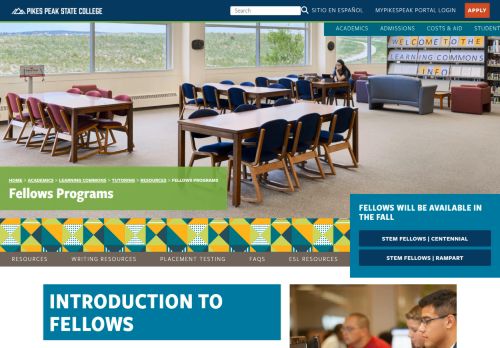 PIKES PEAK STATE COLLEGE
Search
SITIO EN ESPAÑOL
MYPIKESPEAK PORTAL LOGIN
APPLY
ACADEMICS ADMISSIONS COSTS & AID STUDENT
WELCOME TO THE
LEARNING COMMONS
INFO
HOME > ACADEMICS > LEARNING COMMONS > TUTORING > RESOURCES > FELLOWS PROGRAMS
Fellows Programs
FELLOWS WILL BE AVAILABLE IN
THE FALL
STEM FELLOWS | CENTENNIAL
STEM FELLOWS | RAMPART
RESOURCES WRITING RESOURCES PLACEMENT TESTING FAQS ESL RESOURCES
INTRODUCTION TO
FELLOWS